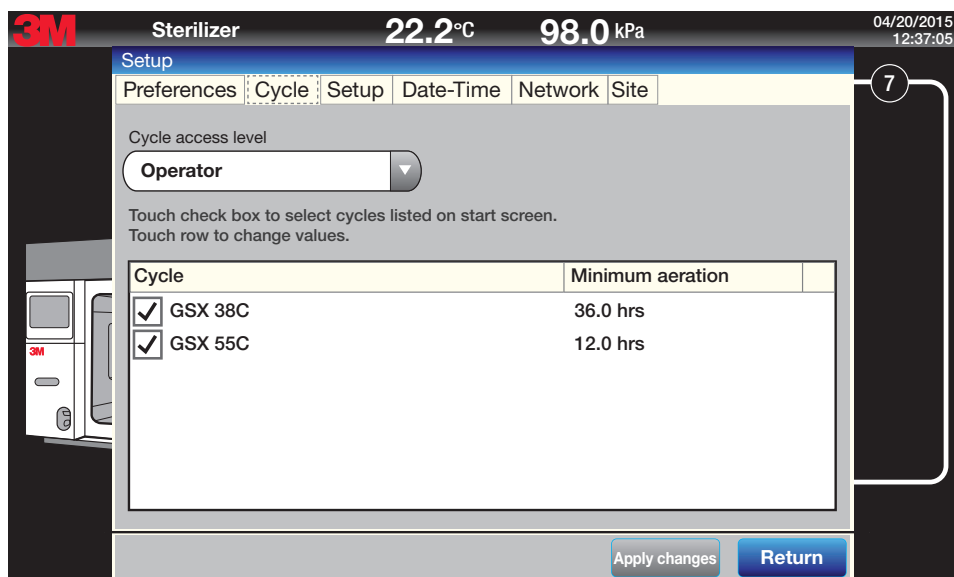 3M Sterilizer 22.2°C 98.0 kPa 04/20/2015
12:37:05
Setup
Preferences Cycle Setup Date-Time Network Site
7
Cycle access level
Operator
Touch check box to select cycles listed on start screen.
Touch row to change values.
Cycle Minimum aeration
GSX 38C 36.0 hrs
GSX 55C 12.0 hrs
3M
Apply changes Return